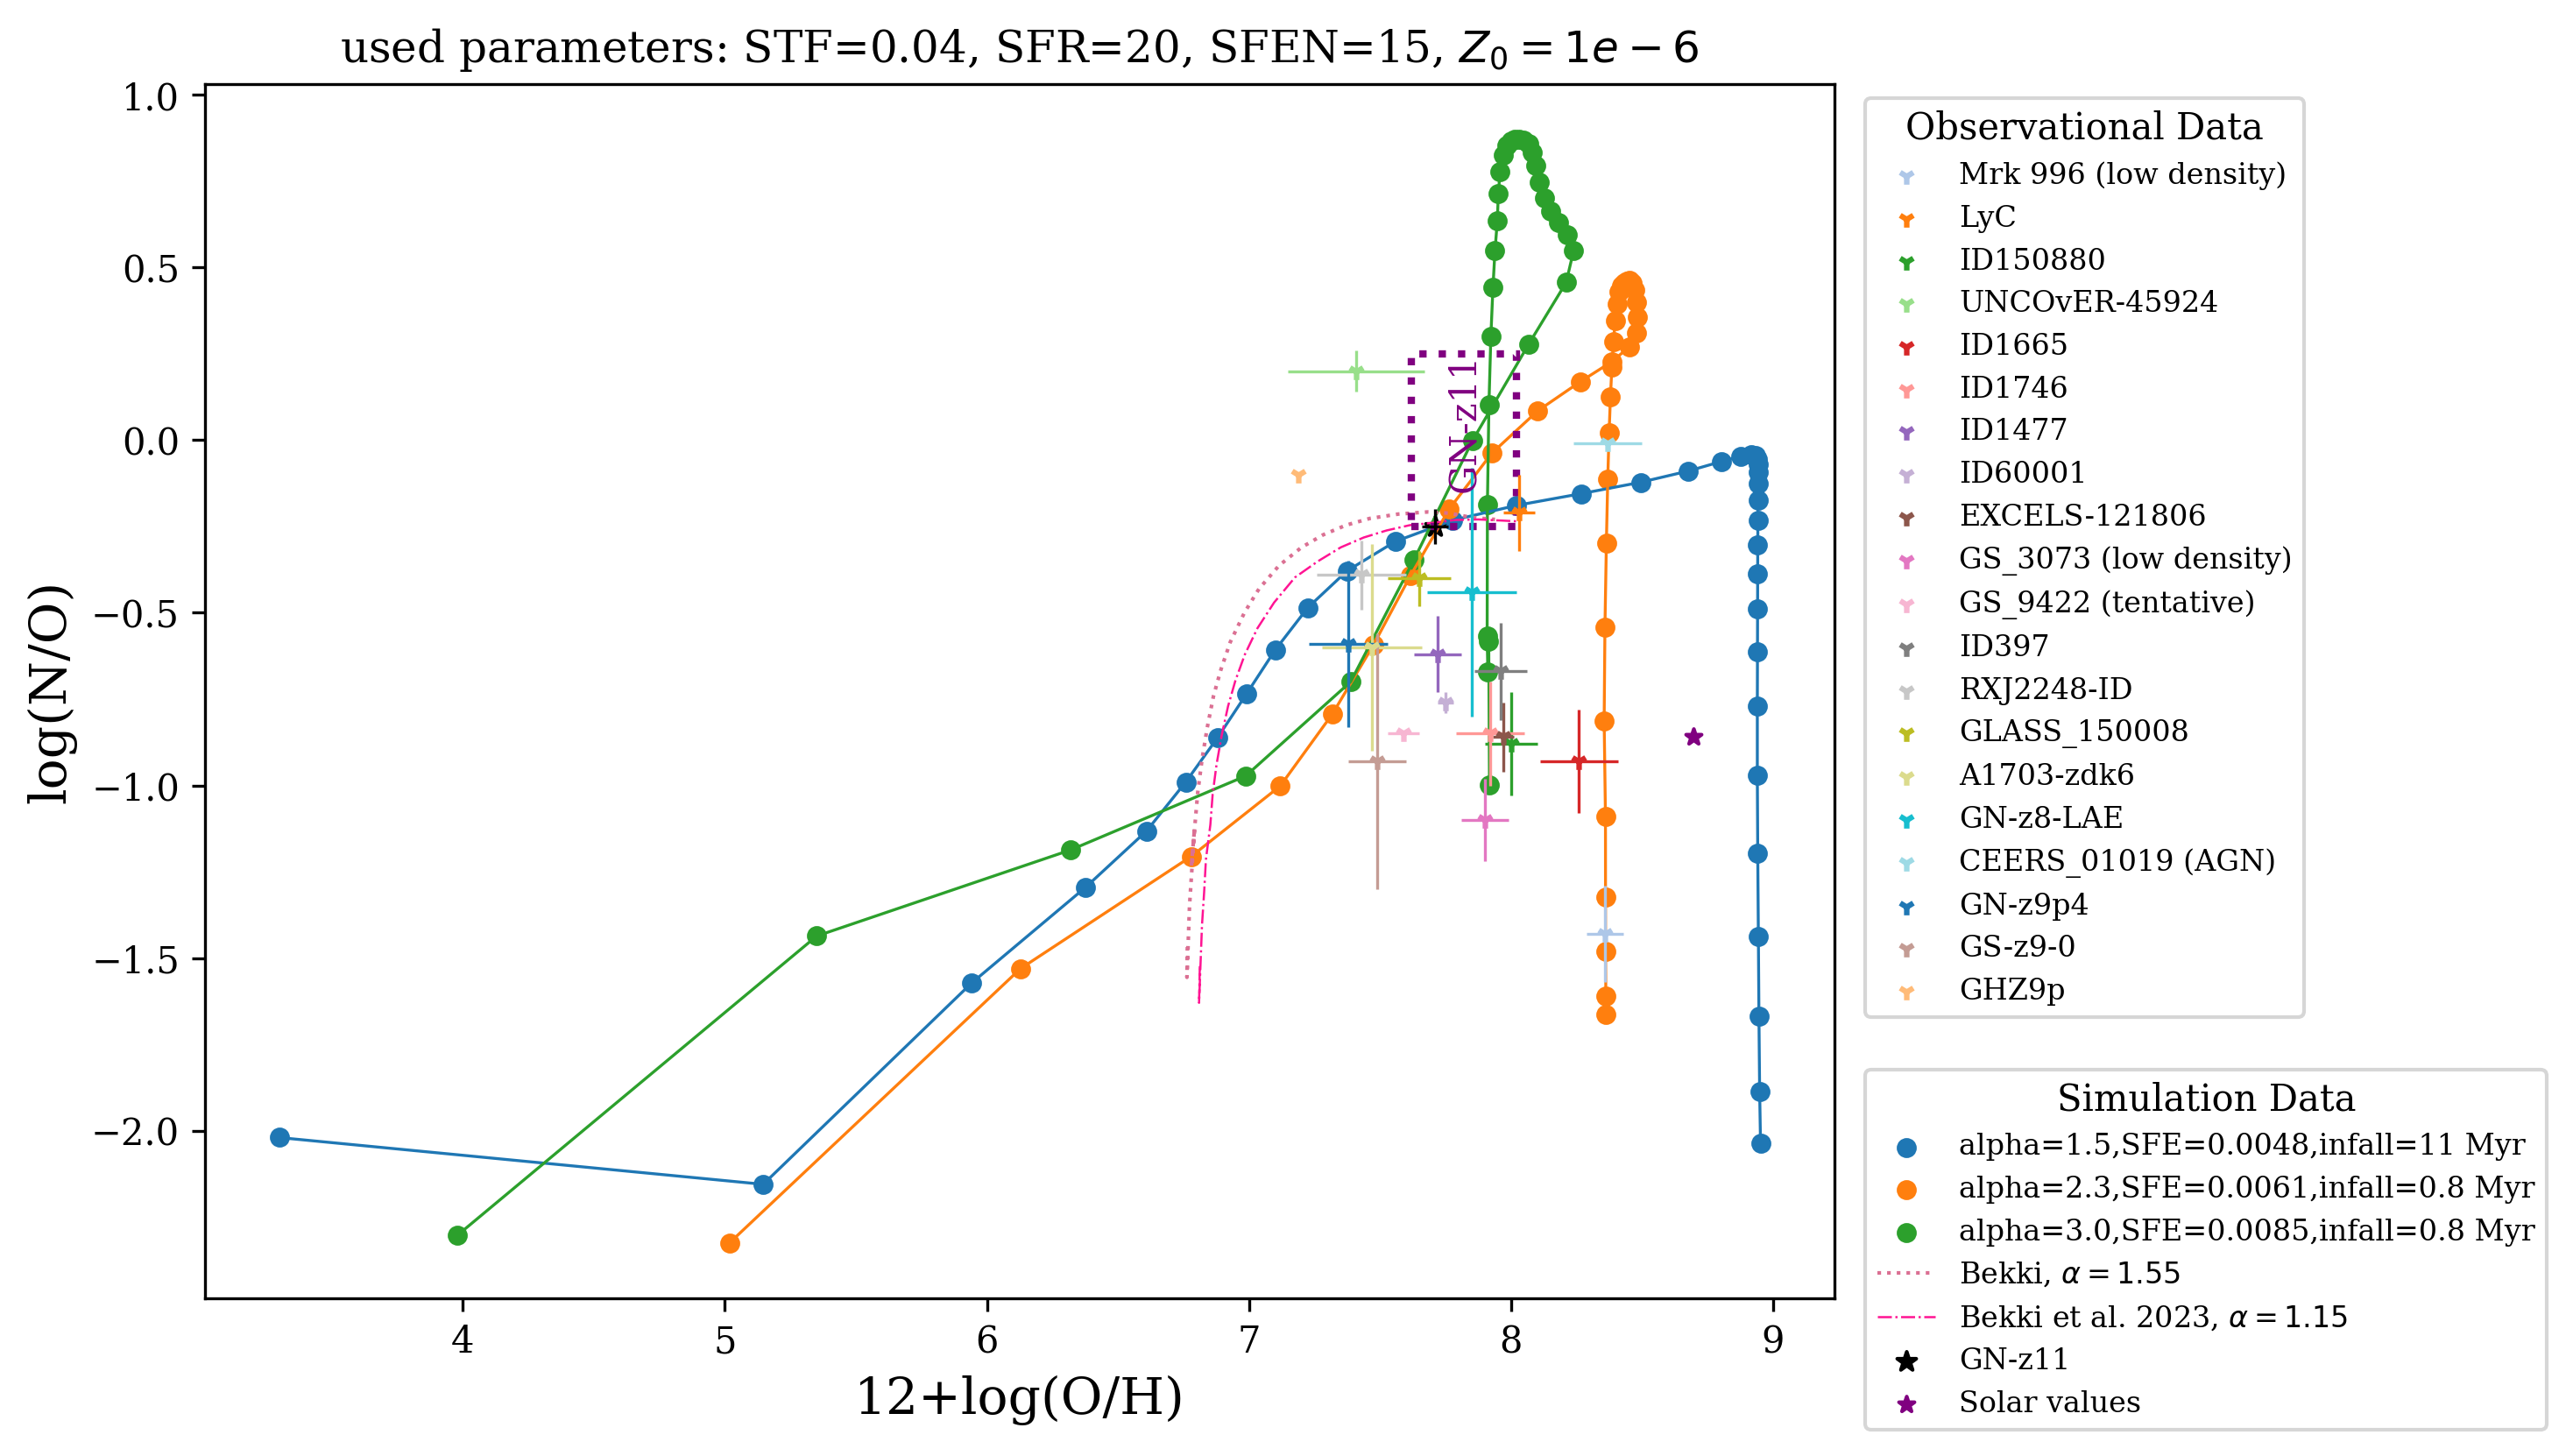 used parameters: STF=0.04, SFR=20, SFEN=15, Z₀ = 1e − 6
1.0
0.5
0.0
−0.5
−1.0
−1.5
−2.0
log(N/O)
GN-z11
4 5 6 7 8 9
12+log(O/H)
Observational Data
Mrk 996 (low density)
LyC
ID150880
UNCOvER-45924
ID1665
ID1746
ID1477
ID60001
EXCELS-121806
GS_3073 (low density)
GS_9422 (tentative)
ID397
RXJ2248-ID
GLASS_150008
A1703-zdk6
GN-z8-LAE
CEERS_01019 (AGN)
GN-z9p4
GS-z9-0
GHZ9p
Simulation Data
alpha=1.5,SFE=0.0048,infall=11 Myr
alpha=2.3,SFE=0.0061,infall=0.8 Myr
alpha=3.0,SFE=0.0085,infall=0.8 Myr
Bekki, α = 1.55
Bekki et al. 2023, α = 1.15
GN-z11
Solar values